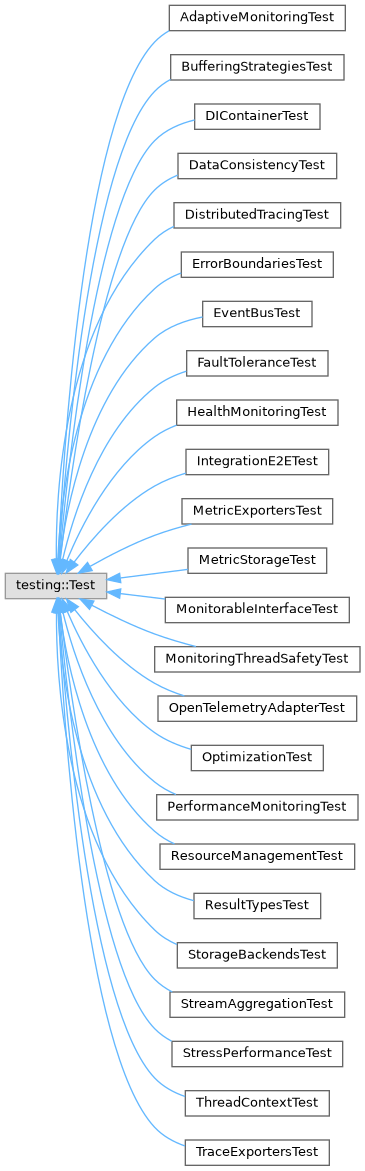 AdaptiveMonitoringTest
BufferingStrategiesTest
DIContainerTest
DataConsistencyTest
DistributedTracingTest
ErrorBoundariesTest
EventBusTest
FaultToleranceTest
HealthMonitoringTest
IntegrationE2ETest
MetricExportersTest
MetricStorageTest
testing::Test
MonitorableInterfaceTest
MonitoringThreadSafetyTest
OpenTelemetryAdapterTest
OptimizationTest
PerformanceMonitoringTest
ResourceManagementTest
ResultTypesTest
StorageBackendsTest
StreamAggregationTest
StressPerformanceTest
ThreadContextTest
TraceExportersTest